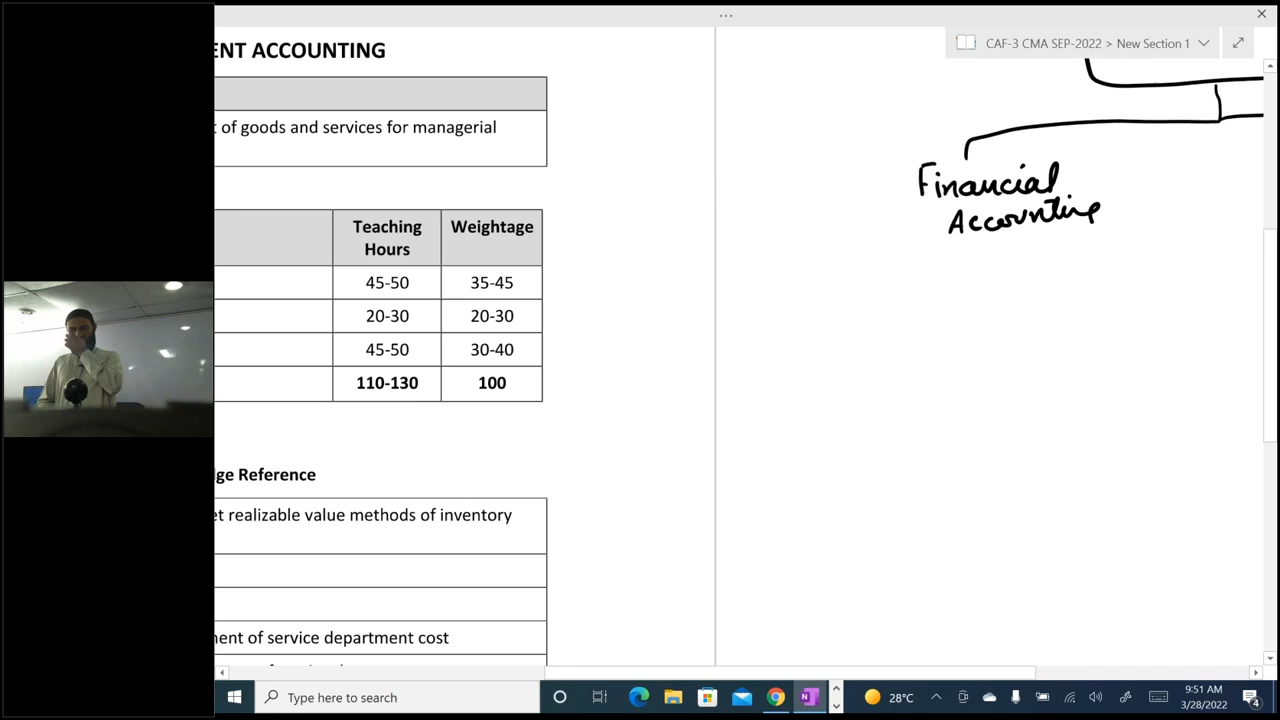 CAF-3 CMA SEP-2022 > New Section 1
ENT ACCOUNTING
of goods and services for managerial
Teaching Hours
Weightage
45-50 35-45
20-30 20-30
45-50 30-40
110-130 100
ge Reference
et realizable value methods of inventory
ment of service department cost
Financial
Accounting
Type here to search
28°C
9:51 AM
3/28/2022
4